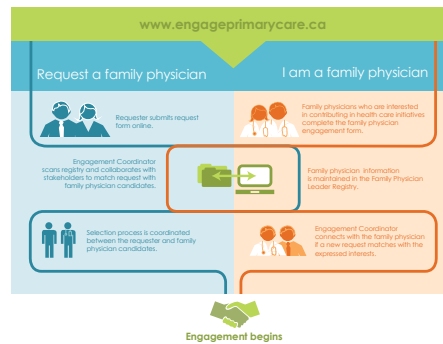 www.engageprimarycare.ca
Request a family physician
I am a family physician
Requester submits request
form online.
Family physicians who are interested
in contributing in health care initiatives
complete the family physician
engagement form.
Engagement Coordinator
scans registry and collaborates with
stakeholders to match request with
family physician candidates.
Family physician information
is maintained in the Family Physician
Leader Registry.
Selection process is coordinated
between the requester and family
physician candidates.
Engagement Coordinator
connects with the family physician
if a new request matches with the
expressed interests.
Engagement begins